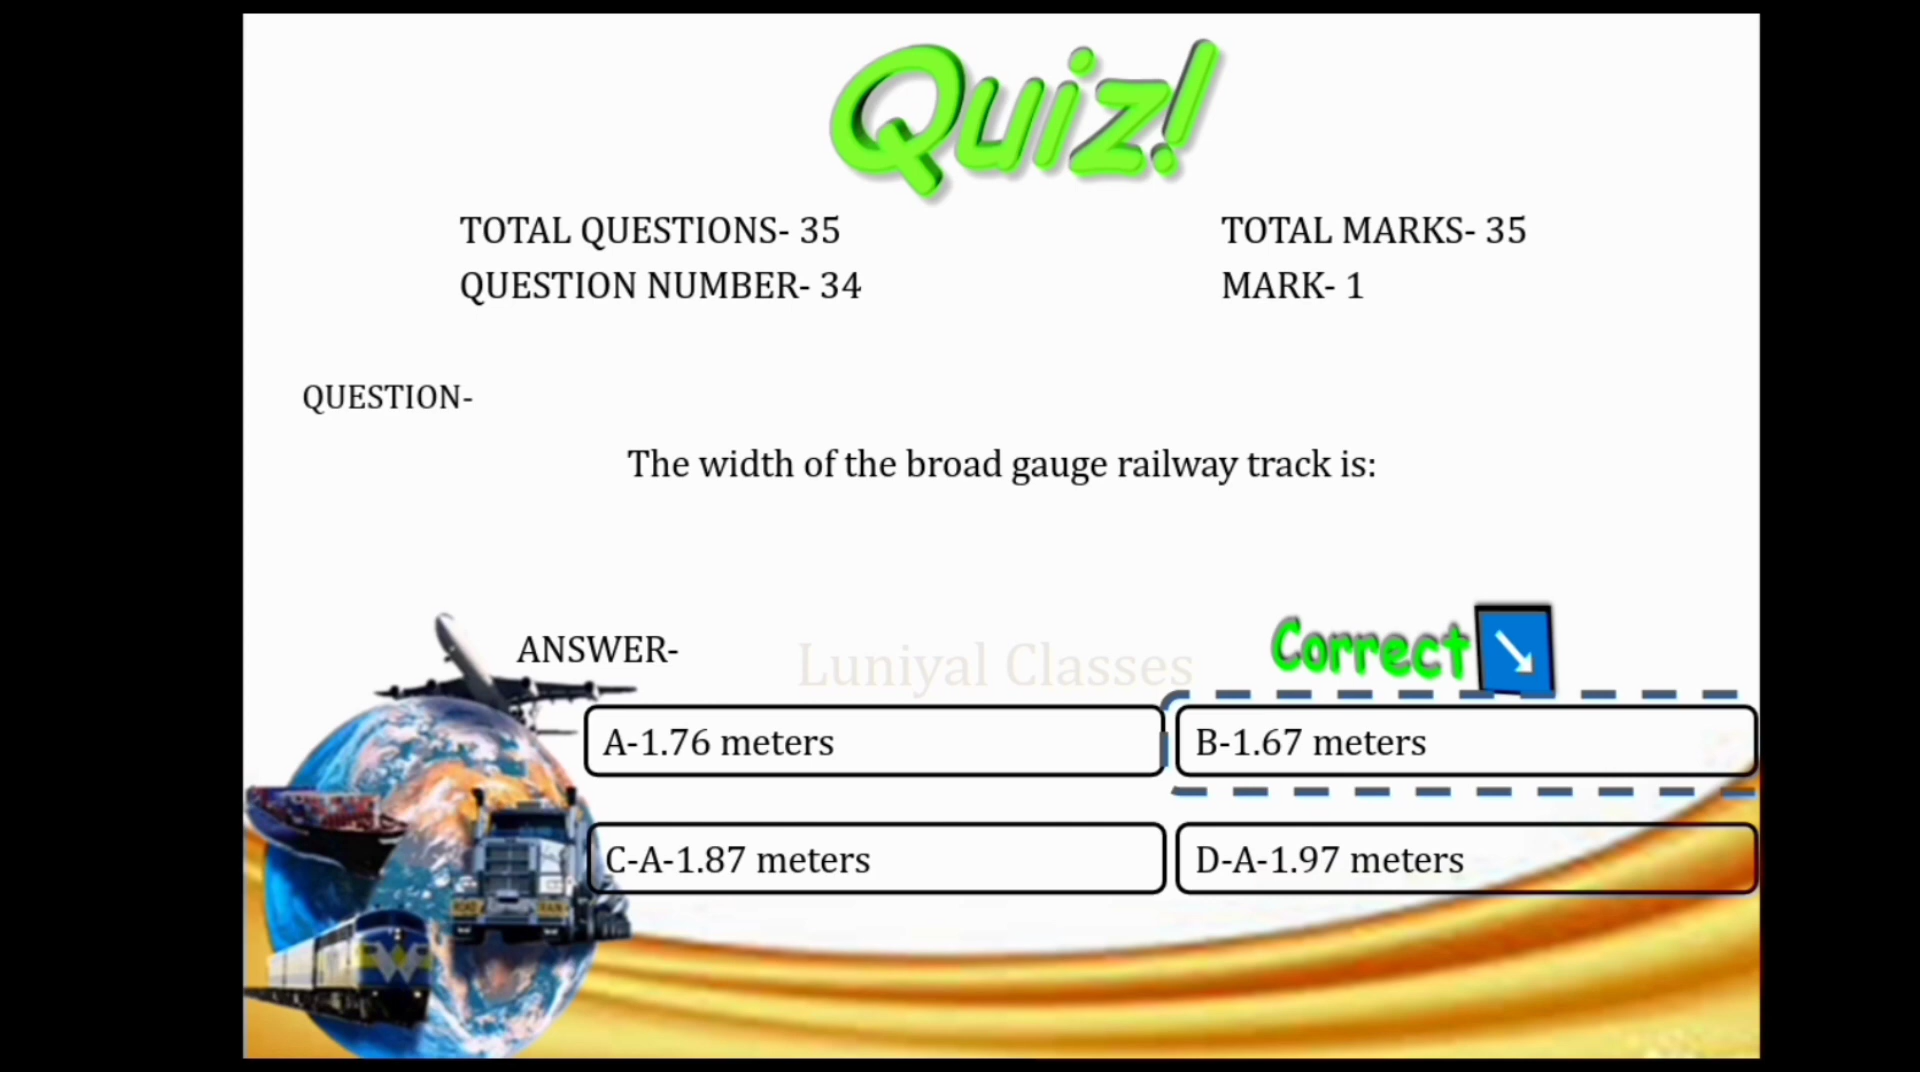 Quiz!
TOTAL QUESTIONS- 35
TOTAL MARKS- 35
QUESTION NUMBER- 34
MARK- 1
QUESTION-
The width of the broad gauge railway track is:
ANSWER-
Luniyal Classes
Correct
A-1.76 meters
B-1.67 meters
C-A-1.87 meters
D-A-1.97 meters